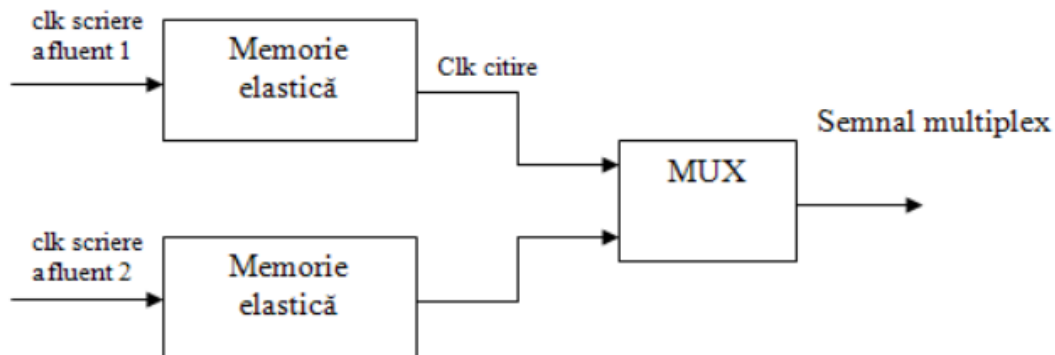 clk scriere
afluent 1
Memorie
elastică
Clk citire
Semnal multiplex
MUX
clk scriere
afluent 2
Memorie
elastică